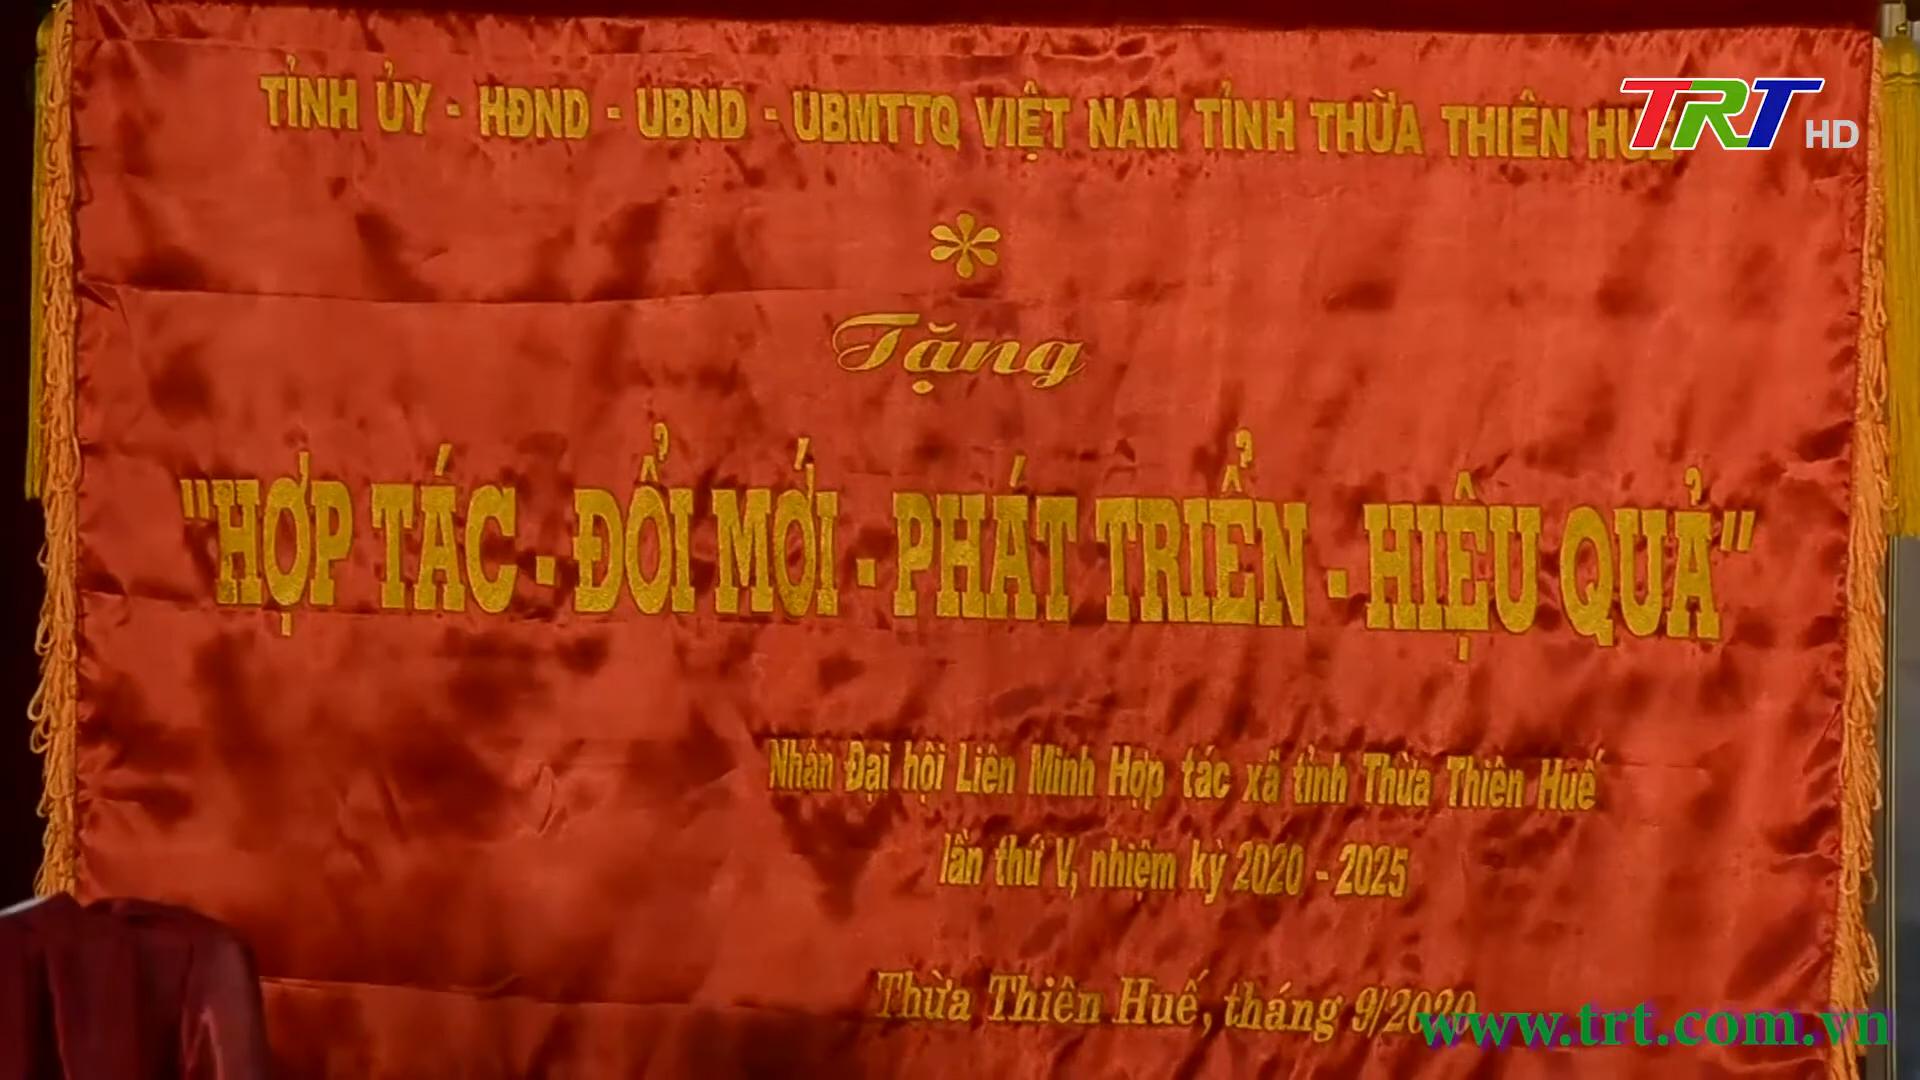 TỈNH ỦY - HĐND - UBND - UBMTTQ VIỆT NAM TỈNH THỪA THIÊN HUẾ
TRT HD
Tặng
"HỢP TÁC - ĐỔI MỚI - PHÁT TRIỂN - HIỆU QUẢ"
Nhân Đại hội Liên Minh Hợp tác xã tỉnh Thừa Thiên Huế
lần thứ V, nhiệm kỳ 2020 - 2025
Thừa Thiên Huế, tháng 9/2020
www.trt.com.vn